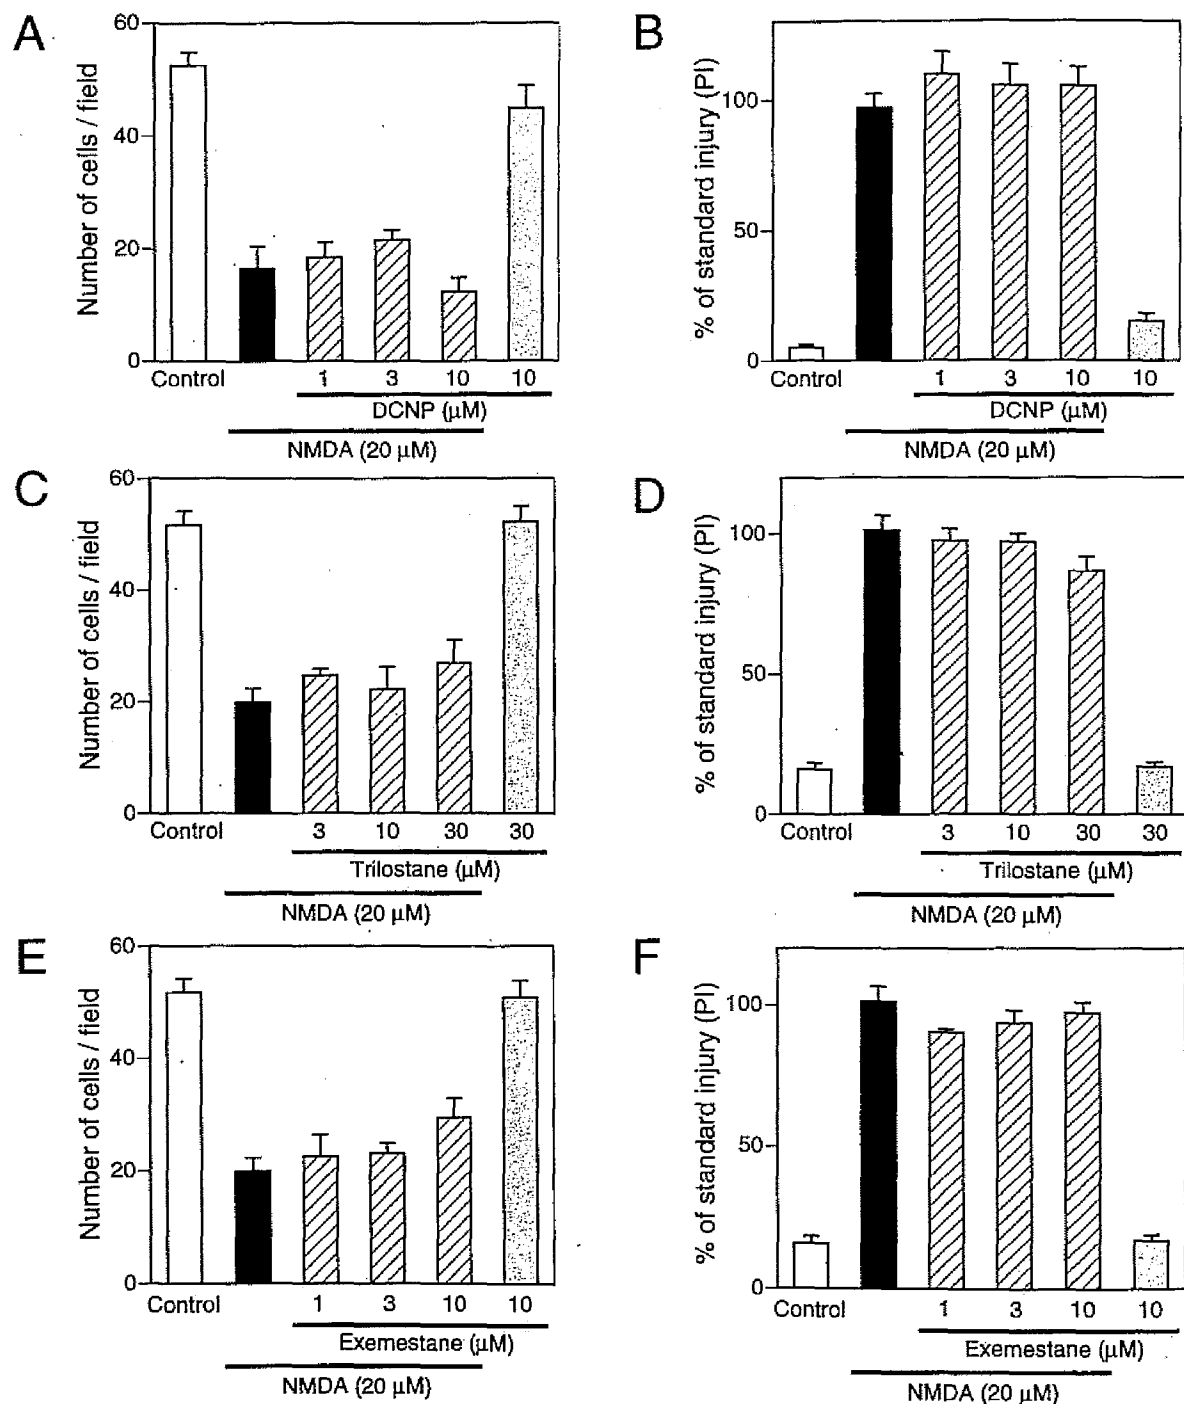 A
Number of cells / field
60
40
20
0
Control
1
3
10
10
DCNP (μM)
NMDA (20 μM)
B
% of standard injury (PI)
100
50
0
Control
1
3
10
10
DCNP (μM)
NMDA (20 μM)
C
Number of cells / field
60
40
20
0
Control
3
10
30
30
Trilostane (μM)
NMDA (20 μM)
D
% of standard injury (PI)
100
50
0
Control
3
10
30
30
Trilostane (μM)
NMDA (20 μM)
E
Number of cells / field
60
40
20
0
Control
1
3
10
10
Exemestane (μM)
NMDA (20 μM)
F
% of standard injury (PI)
100
50
0
Control
1
3
10
10
Exemestane (μM)
NMDA (20 μM)